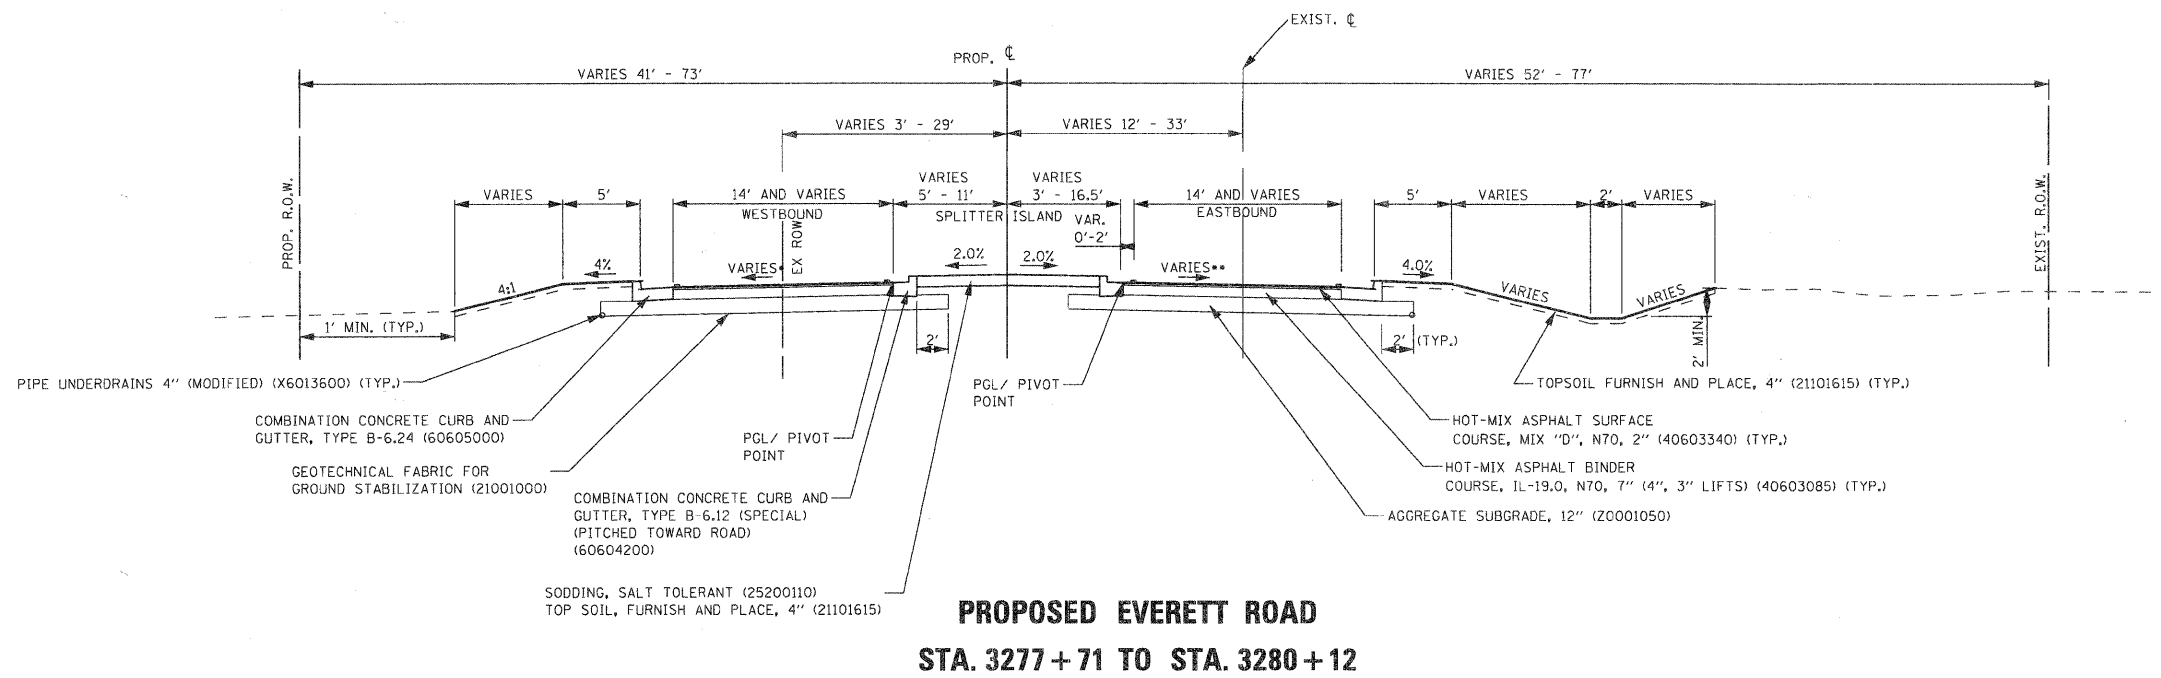 EXIST. ℄
PROP. ℄
VARIES 41' - 73'
VARIES 52' - 77'
VARIES 3' - 29'
VARIES 12' - 33'
PROP. R.O.W.
VARIES
5'
14' AND VARIES
WESTBOUND
EX ROW
VARIES
5' - 11'
VARIES
3' - 16.5'
SPLITTER ISLAND
VAR.
0'-2'
14' AND VARIES
EASTBOUND
5'
VARIES
2'
VARIES
EXIST. R.O.W.
4:1
4%
VARIES*
2.0%
2.0%
VARIES**
4.0%
VARIES
VARIES
1' MIN. (TYP.)
2'
2' (TYP.)
2' MIN.
PIPE UNDERDRAINS 4" (MODIFIED) (X6013600) (TYP.)
COMBINATION CONCRETE CURB AND
GUTTER, TYPE B-6.24 (60605000)
GEOTECHNICAL FABRIC FOR
GROUND STABILIZATION (21001000)
PGL/ PIVOT
POINT
COMBINATION CONCRETE CURB AND
GUTTER, TYPE B-6.12 (SPECIAL)
(PITCHED TOWARD ROAD)
(60604200)
SODDING, SALT TOLERANT (25200110)
TOP SOIL, FURNISH AND PLACE, 4" (21101615)
PGL/ PIVOT
POINT
TOPSOIL FURNISH AND PLACE, 4" (21101615) (TYP.)
HOT-MIX ASPHALT SURFACE
COURSE, MIX "D", N70, 2" (40603340) (TYP.)
HOT-MIX ASPHALT BINDER
COURSE, IL-19.0, N70, 7" (4", 3" LIFTS) (40603085) (TYP.)
AGGREGATE SUBGRADE, 12" (Z0001050)
PROPOSED EVERETT ROAD
STA. 3277+71 TO STA. 3280+12